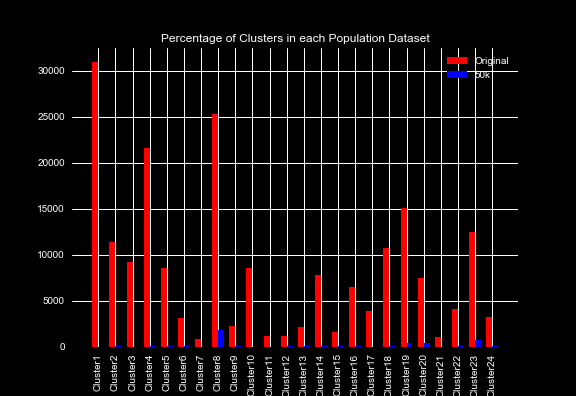 Percentage of Clusters in each Population Dataset
Original
50k
30000
25000
20000
15000
10000
5000
0
Cluster1
Cluster2
Cluster3
Cluster4
Cluster5
Cluster6
Cluster7
Cluster8
Cluster9
Cluster10
Cluster11
Cluster12
Cluster13
Cluster14
Cluster15
Cluster16
Cluster17
Cluster18
Cluster19
Cluster20
Cluster21
Cluster22
Cluster23
Cluster24